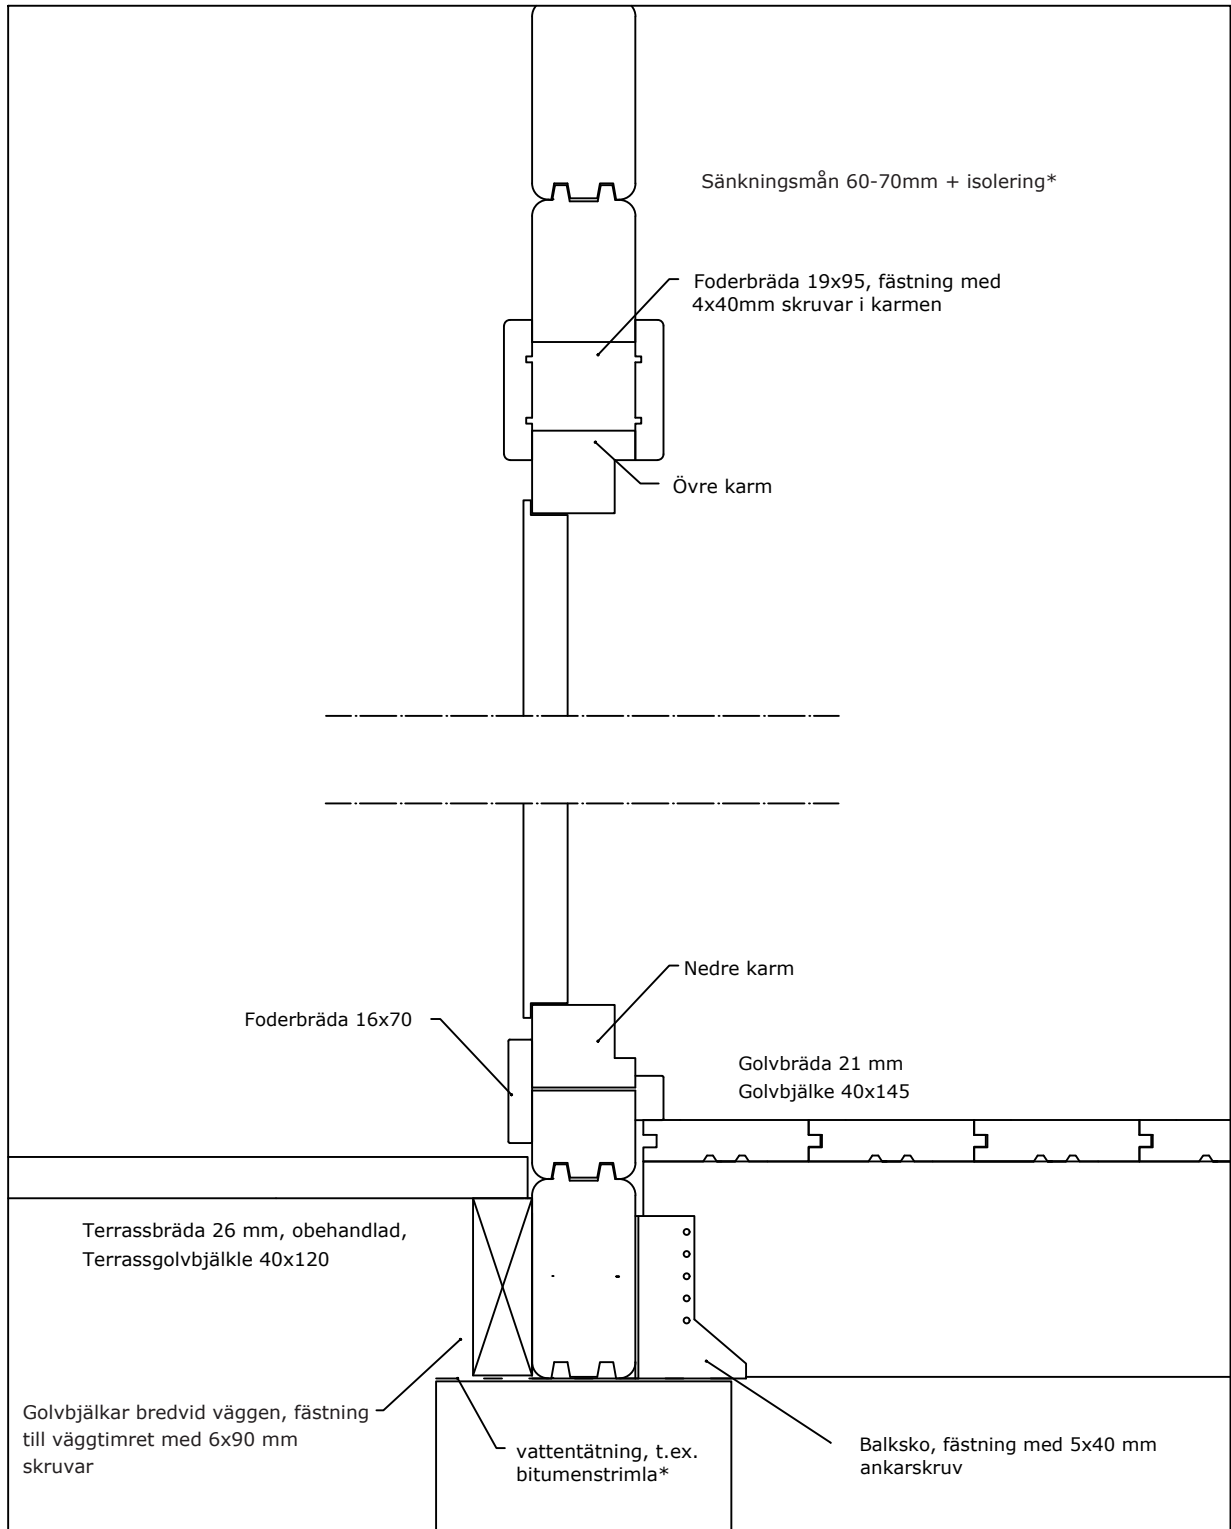 Sänkningsmån 60-70mm + isolering*
Foderbräda 19x95, fästning med
4x40mm skruvar i karmen
Övre karm
Nedre karm
Foderbräda 16x70
Golvbräda 21 mm
Golvbjälke 40x145
Terrassbräda 26 mm, obehandlad,
Terrassgolvbjälkle 40x120
Golvbjälkar bredvid väggen, fästning
till väggtimret med 6x90 mm
skruvar
vattentätning, t.ex.
bitumenstrimla*
Balksko, fästning med 5x40 mm
ankarskruv